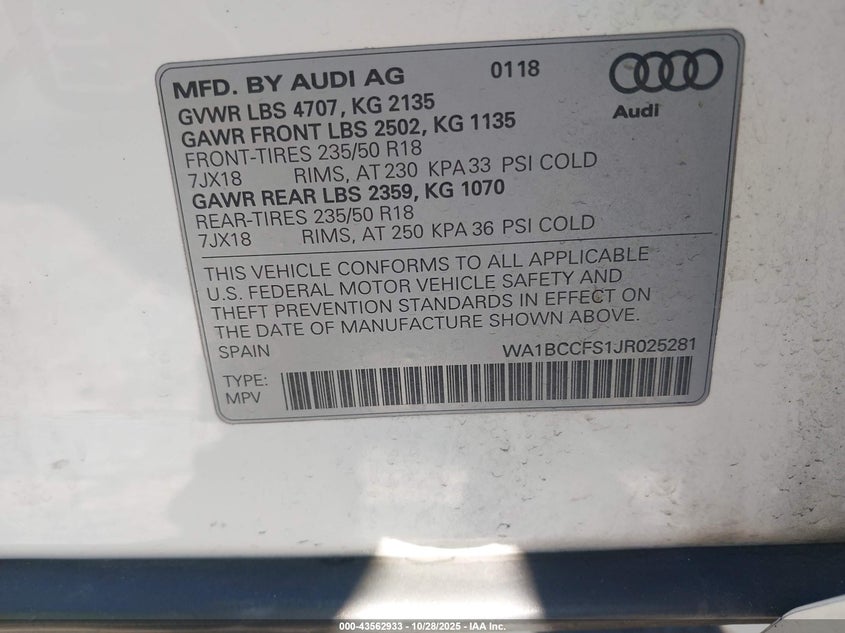 MFD. BY AUDI AG 0118
Audi
GVWR LBS 4707, KG 2135
GAWR FRONT LBS 2502, KG 1135
FRONT-TIRES 235/50 R18
7JX18 RIMS, AT 230 KPA 33 PSI COLD
GAWR REAR LBS 2359, KG 1070
REAR-TIRES 235/50 R18
7JX18 RIMS, AT 250 KPA 36 PSI COLD
THIS VEHICLE CONFORMS TO ALL APPLICABLE
U.S. FEDERAL MOTOR VEHICLE SAFETY AND
THEFT PREVENTION STANDARDS IN EFFECT ON
THE DATE OF MANUFACTURE SHOWN ABOVE.
SPAIN WA1BCCFS1JR025281
TYPE:
MPV
000-43562933 | 10/28/2025 - IAA Inc.